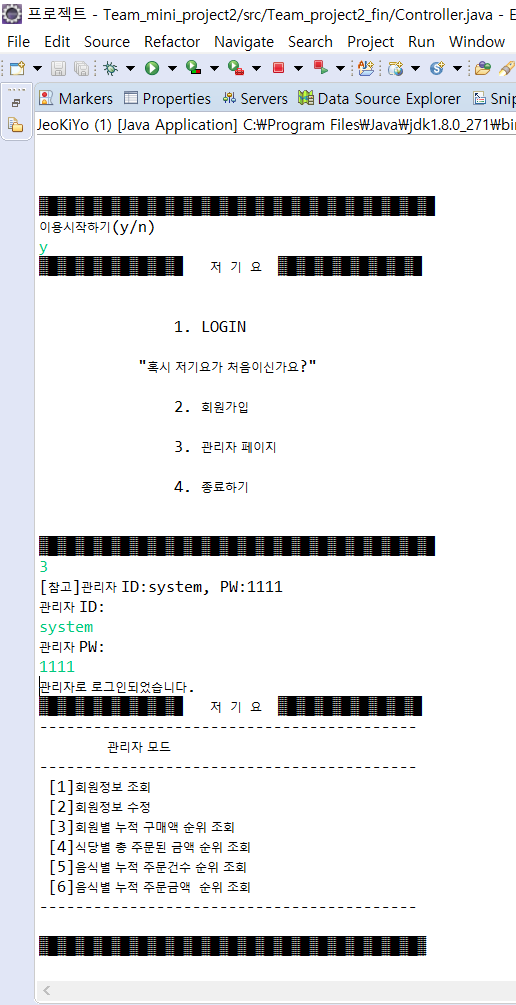 프로젝트 - Team_mini_project2/src/Team_project2_fin/Controller.java - E
File Edit Source Refactor Navigate Search Project Run Window
Markers Properties Servers Data Source Explorer Snip
JeoKiYo (1) [Java Application] C:₩Program Files₩Java₩jdk1.8.0_271₩bin
이용시작하기(y/n)
y
저 기 요
1. LOGIN
"혹시 저기요가 처음이신가요?"
2. 회원가입
3. 관리자 페이지
4. 종료하기
3
[참고]관리자 ID:system, PW:1111
관리자 ID:
system
관리자 PW:
1111
관리자로 로그인되었습니다.
저 기 요
-----------------------------------------
관리자 모드
-----------------------------------------
[1]회원정보 조회
[2]회원정보 수정
[3]회원별 누적 구매액 순위 조회
[4]식당별 총 주문된 금액 순위 조회
[5]음식별 누적 주문건수 순위 조회
[6]음식별 누적 주문금액  순위 조회
-----------------------------------------